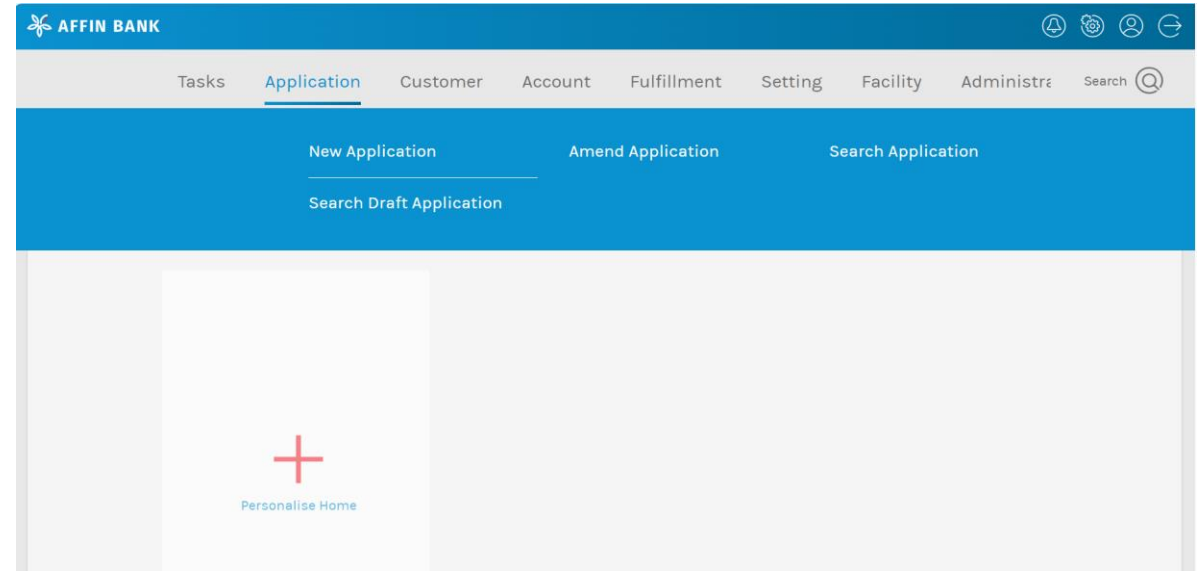 AFFIN BANK
Tasks Application Customer Account Fulfillment Setting Facility Administra Search
New Application Amend Application Search Application
Search Draft Application
Personalise Home